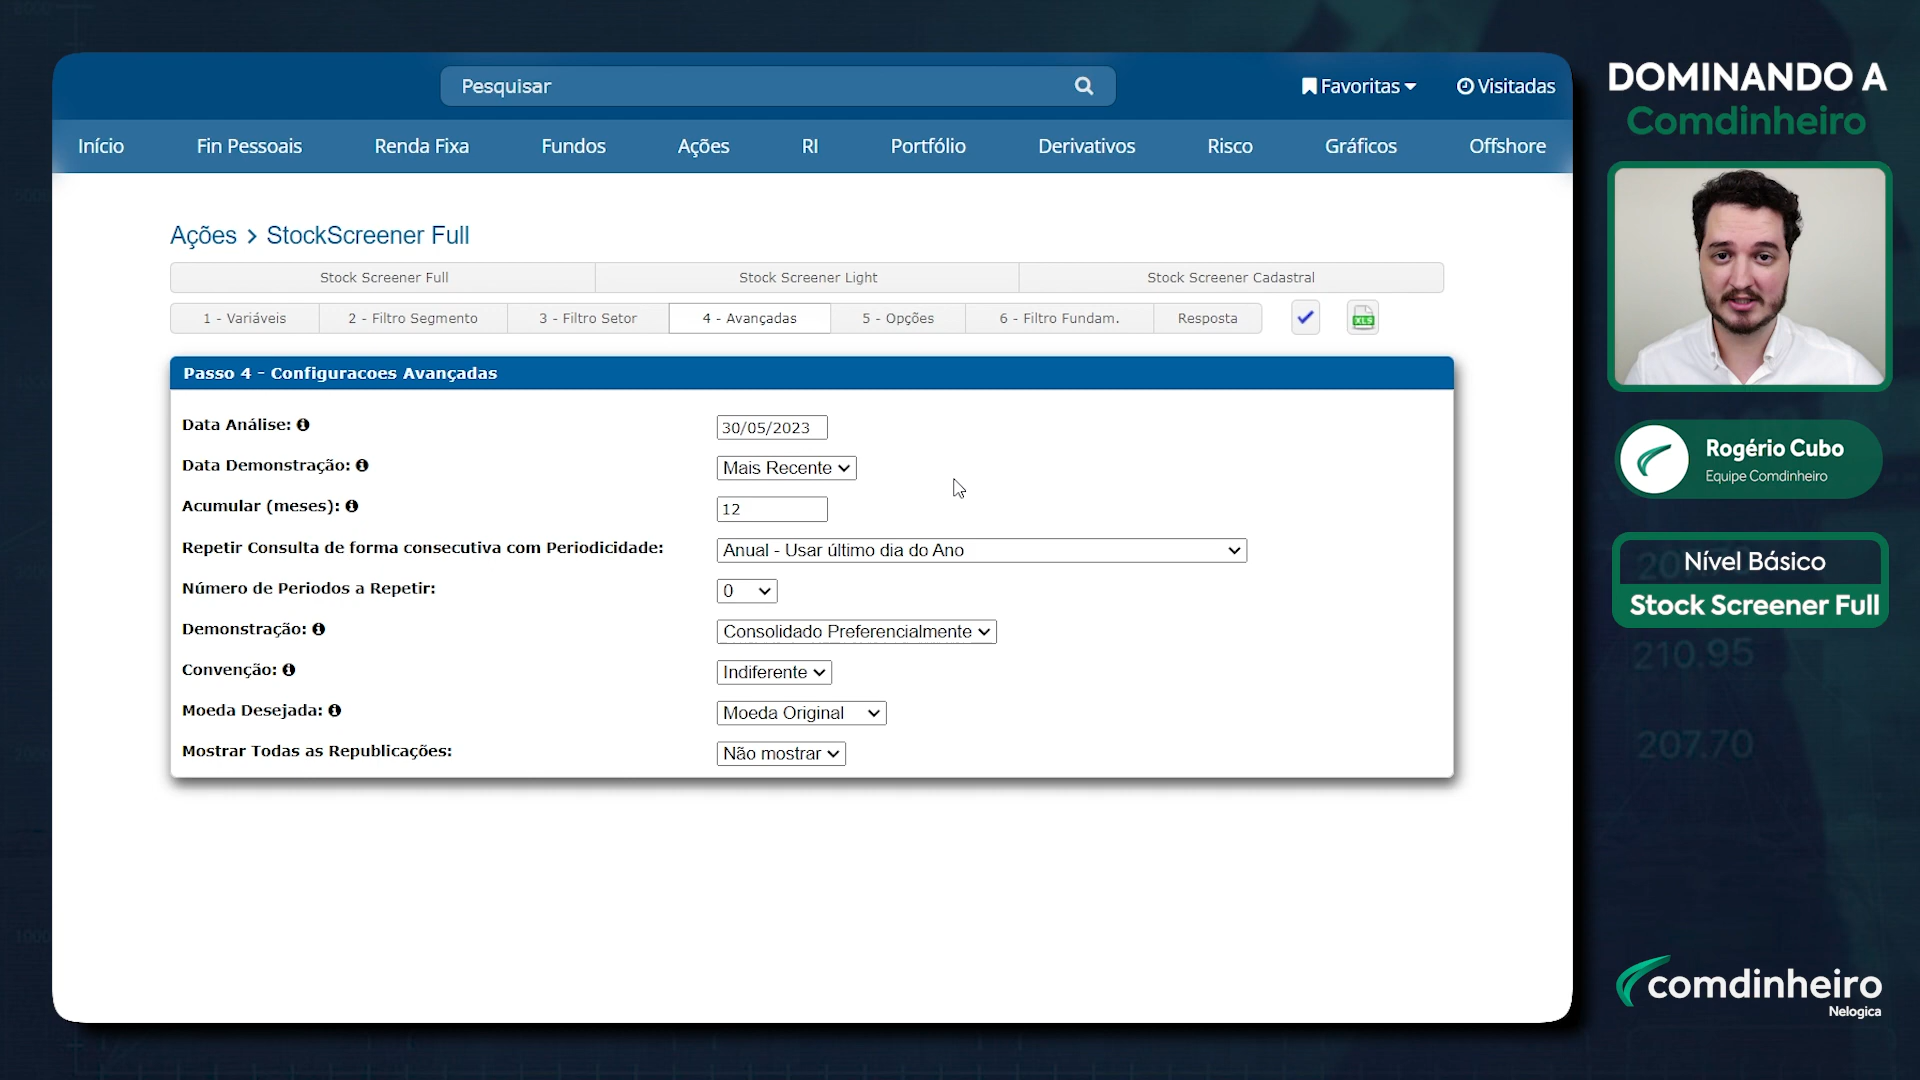 Pesquisar
Favoritas
Visitadas
Início
Fin Pessoais
Renda Fixa
Fundos
Ações
RI
Portfólio
Derivativos
Risco
Gráficos
Offshore
Ações > StockScreener Full
Stock Screener Full
Stock Screener Light
Stock Screener Cadastral
1 - Variáveis
2 - Filtro Segmento
3 - Filtro Setor
4 - Avançadas
5 - Opções
6 - Filtro Fundam.
Resposta
XLS
Passo 4 - Configuracoes Avançadas
Data Análise:
30/05/2023
Data Demonstração:
Mais Recente
Acumular (meses):
12
Repetir Consulta de forma consecutiva com Periodicidade:
Anual - Usar último dia do Ano
Número de Periodos a Repetir:
0
Demonstração:
Consolidado Preferencialmente
Convenção:
Indiferente
Moeda Desejada:
Moeda Original
Mostrar Todas as Republicações:
Não mostrar
DOMINANDO A
Comdinheiro
Rogério Cubo
Equipe Comdinheiro
Nível Básico
Stock Screener Full
210.95
207.70
comdinheiro
Nelogica